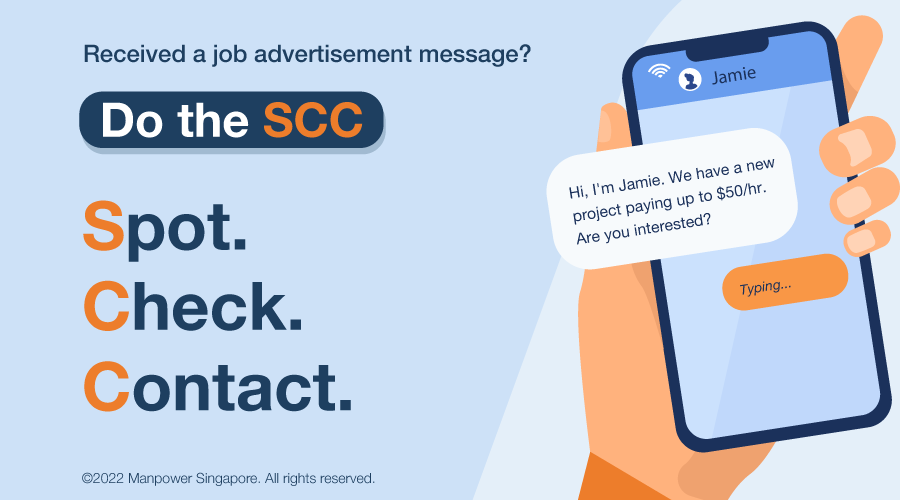 Received a job advertisement message?
Do the SCC
Spot.
Check.
Contact.
©2022 Manpower Singapore. All rights reserved.
Jamie
Hi, I'm Jamie. We have a new
project paying up to $50/hr.
Are you interested?
Typing...